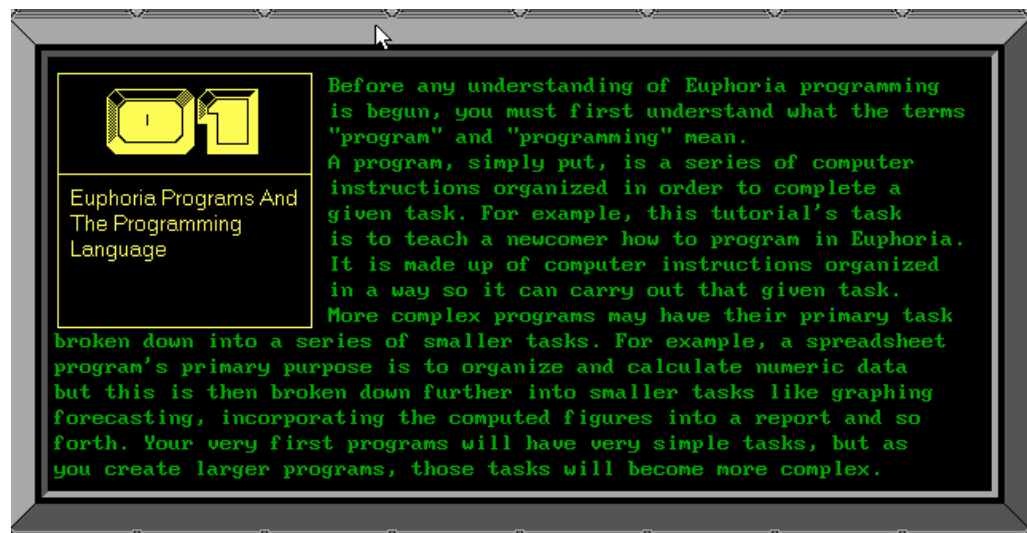 01
Euphoria Programs And
The Programming
Language
Before any understanding of Euphoria programming
is begun, you must first understand what the terms
"program" and "programming" mean.
A program, simply put, is a series of computer
instructions organized in order to complete a
given task. For example, this tutorial's task
is to teach a newcomer how to program in Euphoria.
It is made up of computer instructions organized
in a way so it can carry out that given task.
More complex programs may have their primary task
broken down into a series of smaller tasks. For example, a spreadsheet
program's primary purpose is to organize and calculate numeric data
but this is then broken down further into smaller tasks like graphing
forecasting, incorporating the computed figures into a report and so
forth. Your very first programs will have very simple tasks, but as
you create larger programs, those tasks will become more complex.